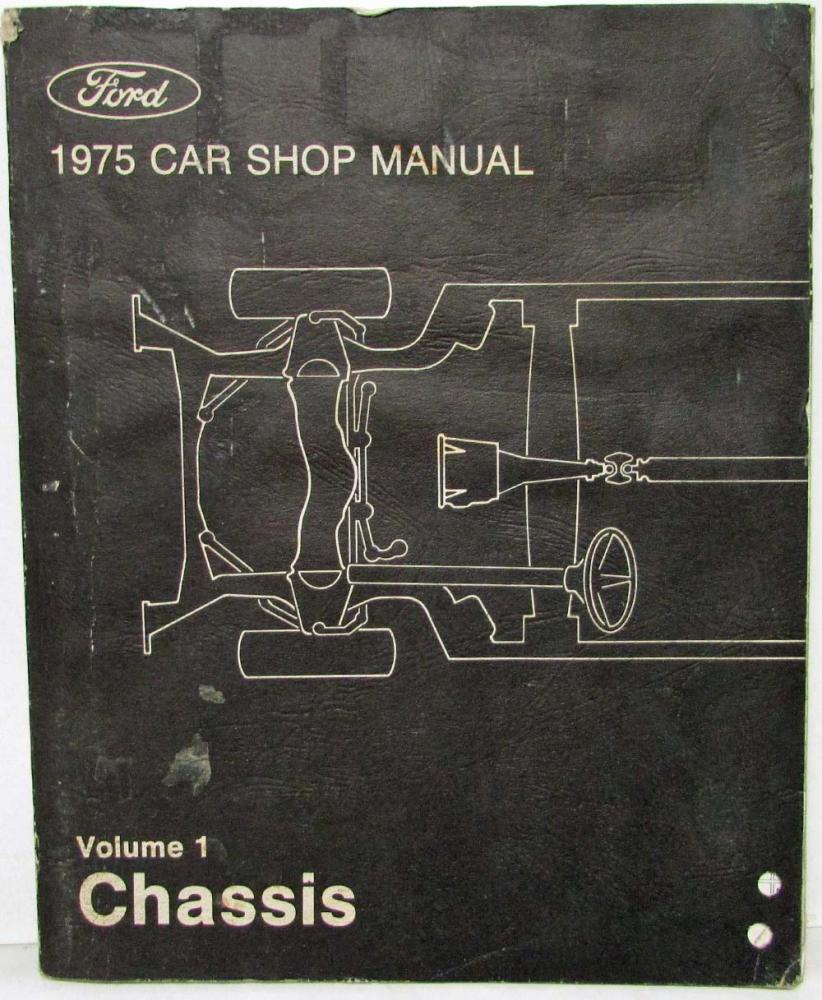 Ford
1975 CAR SHOP MANUAL
Volume 1
Chassis